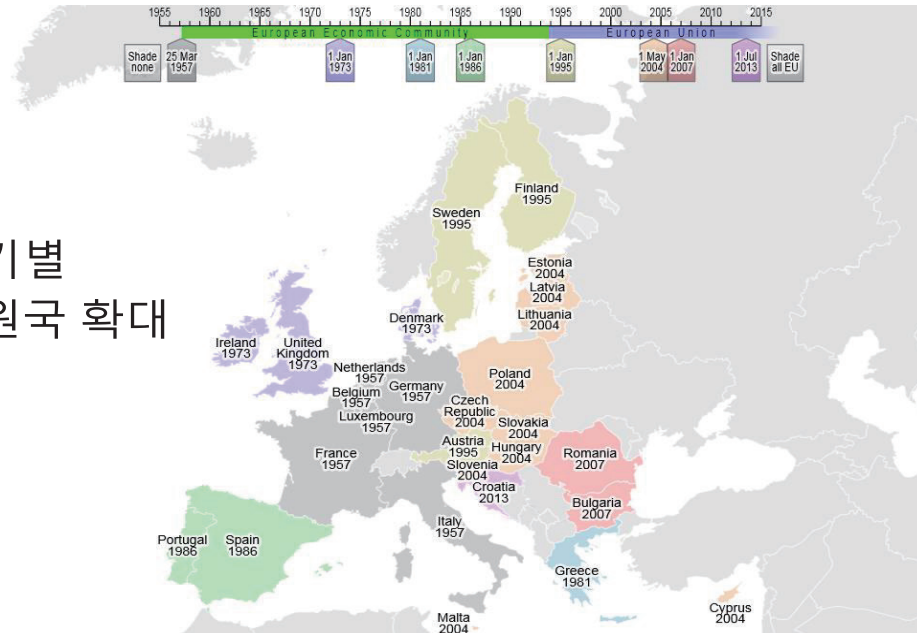 1955 1960 1965 1970 1975 1980 1985 1990 1995 2000 2005 2010 2015
European Economic Community European Union
Shade none
25 Mar 1957
1 Jan 1973
1 Jan 1981
1 Jan 1986
1 Jan 1995
1 May 2004
1 Jan 2007
1 Jul 2013
Shade all EU
기별
원국 확대
Finland
1995
Sweden
1995
Estonia
2004
Latvia
2004
Lithuania
2004
Denmark
1973
Ireland
1973
United
Kingdom
1973
Netherlands
1957
Belgium
1957
Luxembourg
1957
Germany
1957
Poland
2004
Czech
Republic
2004
Slovakia
2004
Austria
1995
Hungary
2004
Slovenia
2004
Croatia
2013
Romania
2007
Bulgaria
2007
France
1957
Italy
1957
Portugal
1986
Spain
1986
Greece
1981
Malta
2004
Cyprus
2004